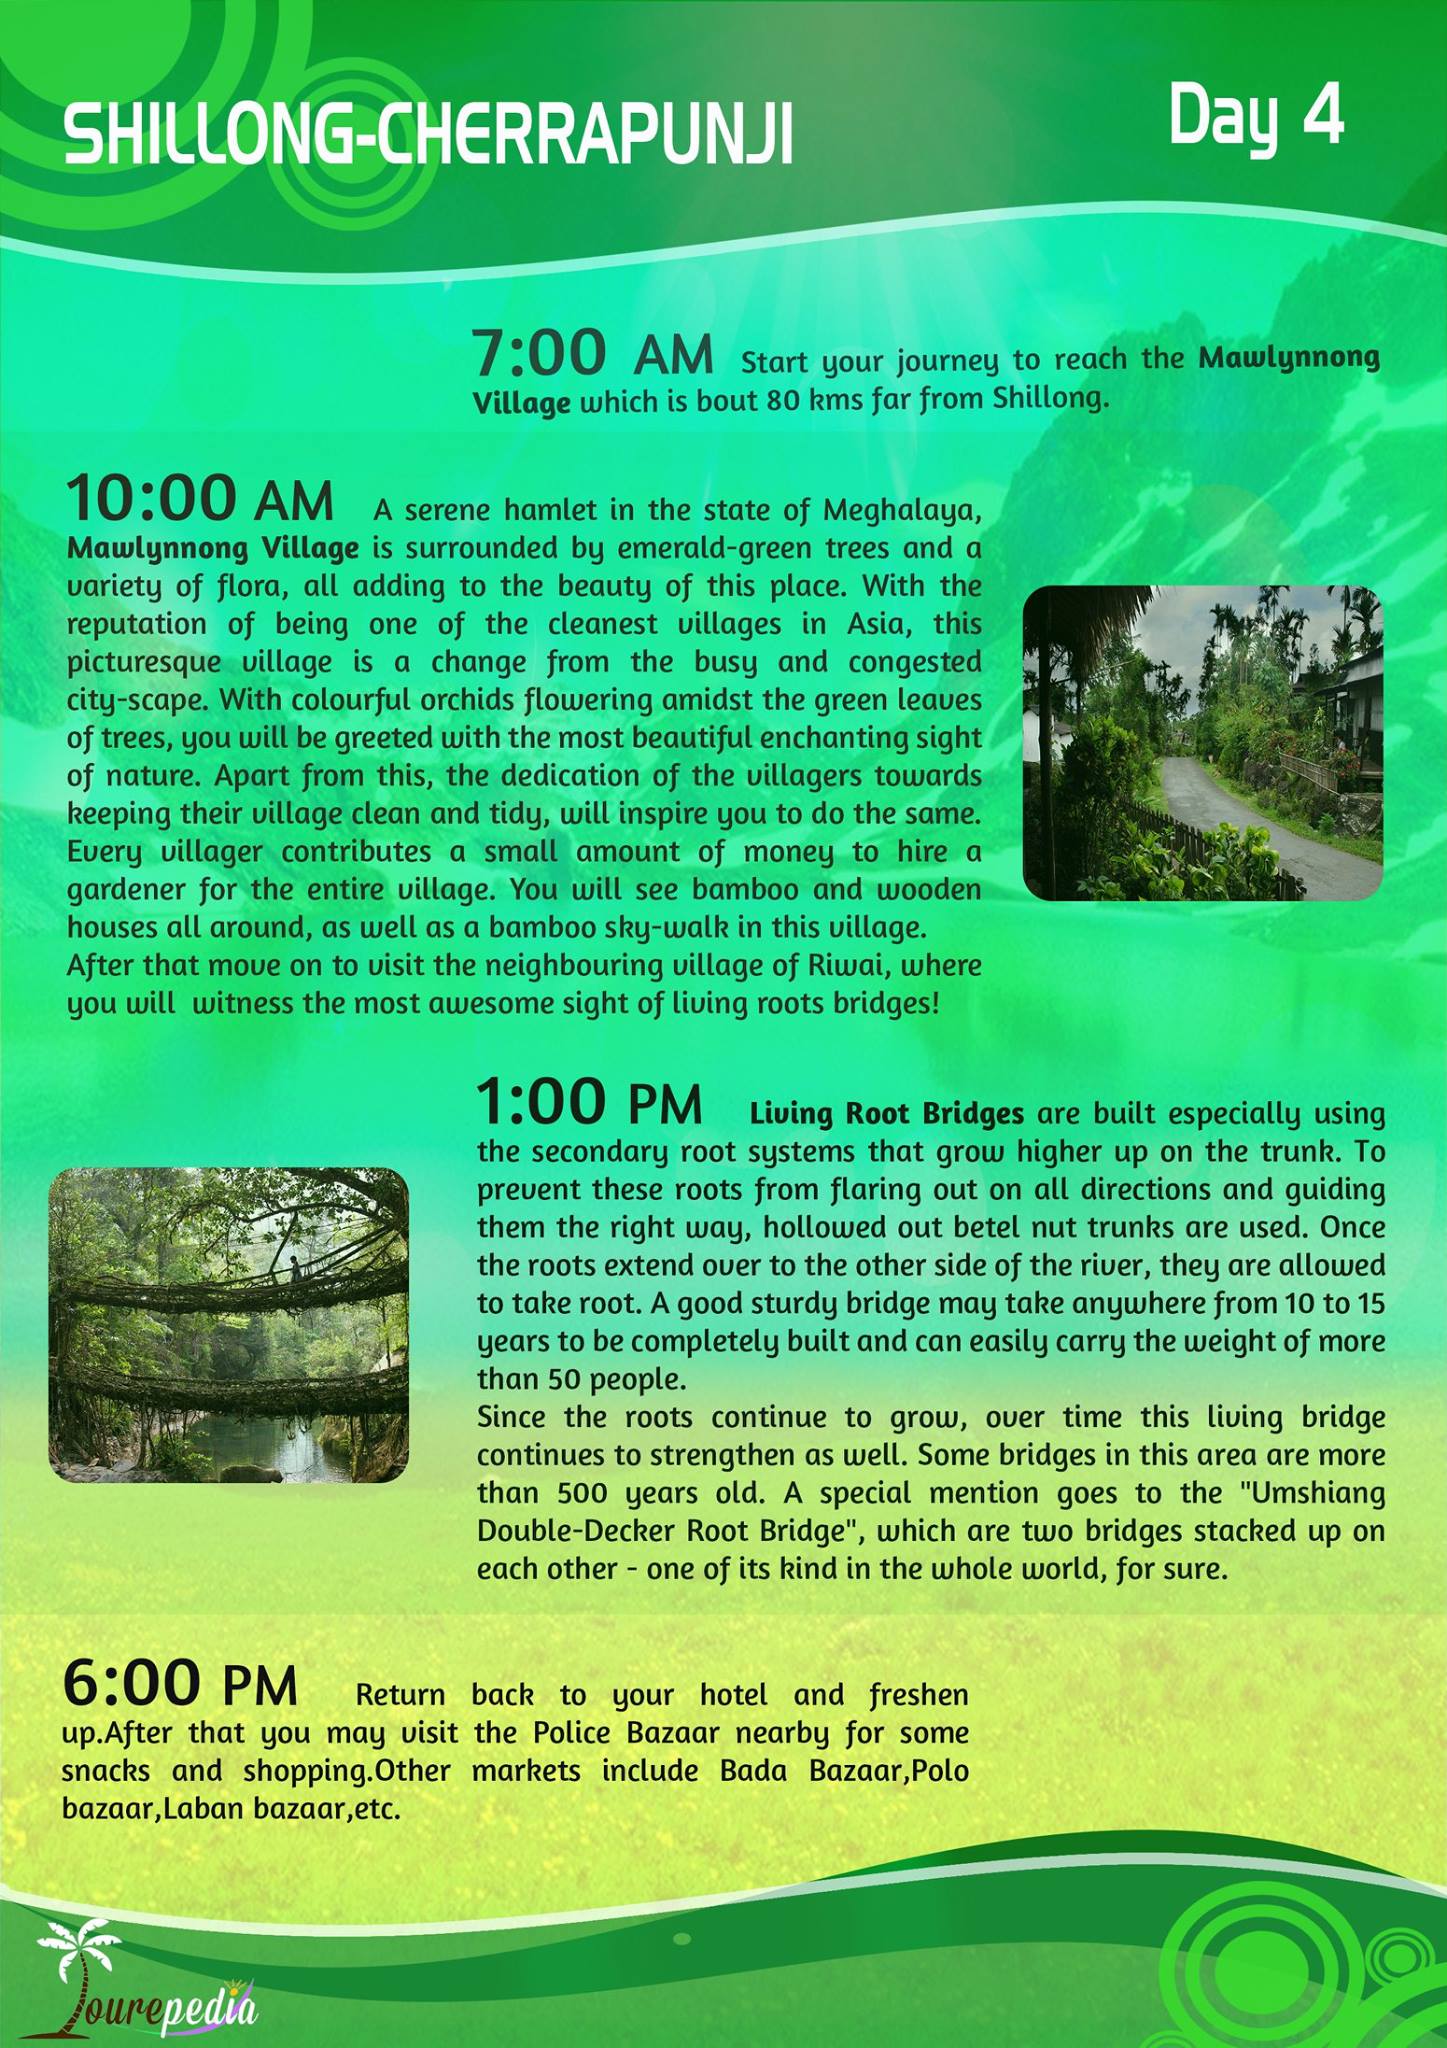 SHILLONG-CHERRAPUNJI
Day 4
7:00 AM Start your journey to reach the Mawlynnong
Village which is bout 80 kms far from Shillong.
10:00 AM A serene hamlet in the state of Meghalaya,
Mawlynnong Village is surrounded by emerald-green trees and a
variety of flora, all adding to the beauty of this place. With the
reputation of being one of the cleanest villages in Asia, this
picturesque village is a change from the busy and congested
city-scape. With colourful orchids flowering amidst the green leaves
of trees, you will be greeted with the most beautiful enchanting sight
of nature. Apart from this, the dedication of the villagers towards
keeping their village clean and tidy, will inspire you to do the same.
Every villager contributes a small amount of money to hire a
gardener for the entire village. You will see bamboo and wooden
houses all around, as well as a bamboo sky-walk in this village.
After that move on to visit the neighbouring village of Riwai, where
you will witness the most awesome sight of living roots bridges!
1:00 PM Living Root Bridges are built especially using
the secondary root systems that grow higher up on the trunk. To
prevent these roots from flaring out on all directions and guiding
them the right way, hollowed out betel nut trunks are used. Once
the roots extend over to the other side of the river, they are allowed
to take root. A good sturdy bridge may take anywhere from 10 to 15
years to be completely built and can easily carry the weight of more
than 50 people.
Since the roots continue to grow, over time this living bridge
continues to strengthen as well. Some bridges in this area are more
than 500 years old. A special mention goes to the "Umshiang
Double-Decker Root Bridge", which are two bridges stacked up on
each other - one of its kind in the whole world, for sure.
6:00 PM Return back to your hotel and freshen
up.After that you may visit the Police Bazaar nearby for some
snacks and shopping.Other markets include Bada Bazaar,Polo
bazaar,Laban bazaar,etc.
Tourepedia